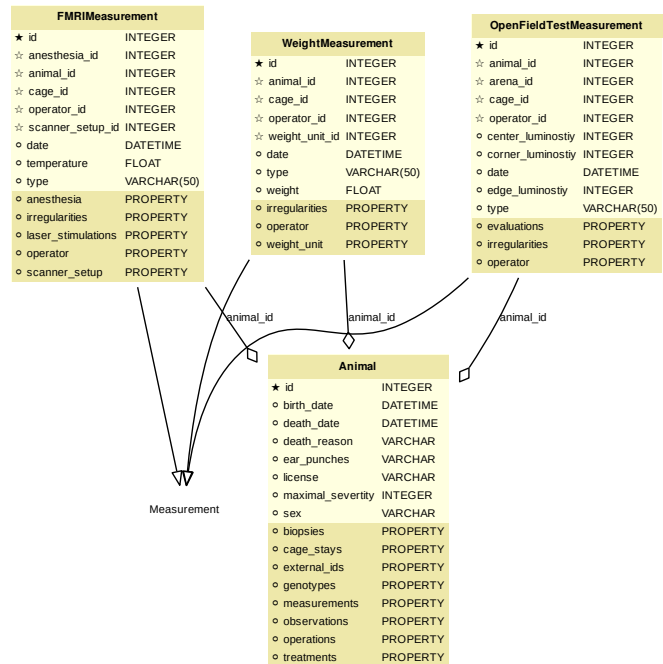 FMRIMeasurement
★ id INTEGER
☆ anesthesia_id INTEGER
☆ animal_id INTEGER
☆ cage_id INTEGER
☆ operator_id INTEGER
☆ scanner_setup_id INTEGER
date DATETIME
temperature FLOAT
type VARCHAR(50)
anesthesia PROPERTY
irregularities PROPERTY
laser_stimulations PROPERTY
operator PROPERTY
scanner_setup PROPERTY
WeightMeasurement
★ id INTEGER
☆ animal_id INTEGER
☆ cage_id INTEGER
☆ operator_id INTEGER
☆ weight_unit_id INTEGER
date DATETIME
type VARCHAR(50)
weight FLOAT
irregularities PROPERTY
operator PROPERTY
weight_unit PROPERTY
OpenFieldTestMeasurement
★ id INTEGER
☆ animal_id INTEGER
☆ arena_id INTEGER
☆ cage_id INTEGER
☆ operator_id INTEGER
center_luminostiy INTEGER
corner_luminostiy INTEGER
date DATETIME
edge_luminostiy INTEGER
type VARCHAR(50)
evaluations PROPERTY
irregularities PROPERTY
operator PROPERTY
animal_id
animal_id
animal_id
Measurement
Animal
★ id INTEGER
birth_date DATETIME
death_date DATETIME
death_reason VARCHAR
ear_punches VARCHAR
license VARCHAR
maximal_severtity INTEGER
sex VARCHAR
biopsies PROPERTY
cage_stays PROPERTY
external_ids PROPERTY
genotypes PROPERTY
measurements PROPERTY
observations PROPERTY
operations PROPERTY
treatments PROPERTY